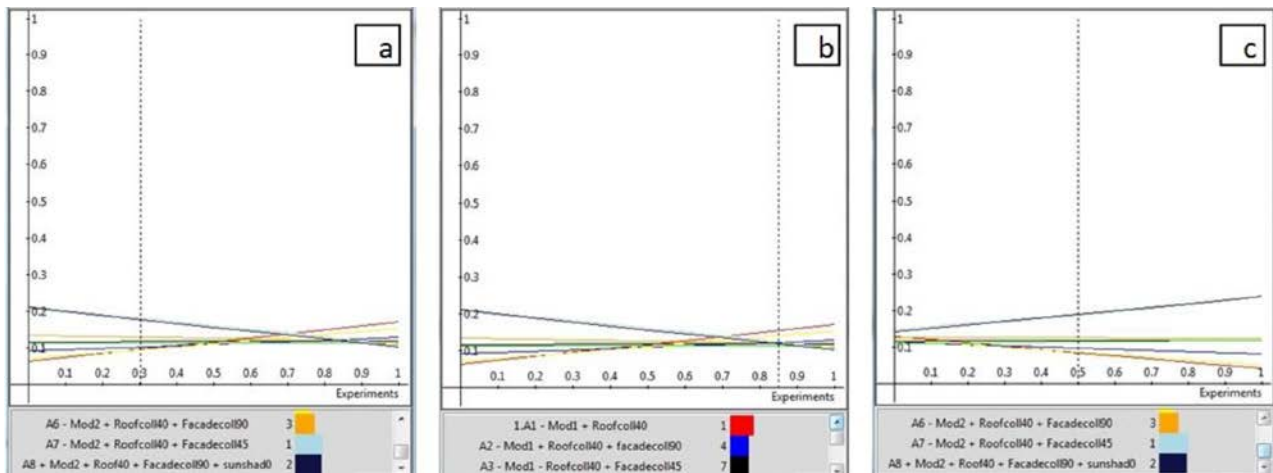 a
1
0.9
0.8
0.7
0.6
0.5
0.4
0.3
0.2
0.1
0.1 0.2 0.3 0.4 0.5 0.6 0.7 0.8 0.9 1
Experiments
A6 - Mod2 + Roofcoll40 + Facadecoll90 3
A7 - Mod2 + Roofcoll40 + Facadecoll45 1
A8 + Mod2 + Roof40 + Facadecoll90 + sunshad0 2
b
1
0.9
0.8
0.7
0.6
0.5
0.4
0.3
0.2
0.1
0.1 0.2 0.3 0.4 0.5 0.6 0.7 0.8 0.9 1
Experiments
1.A1 - Mod1 + Roofcoll40 1
A2 - Mod1 + Roofcoll40 + facadecoll90 4
A3 - Mod1 - Roofcoll40 + Facadecoll45 7
c
1
0.9
0.8
0.7
0.6
0.5
0.4
0.3
0.2
0.1
0.1 0.2 0.3 0.4 0.5 0.6 0.7 0.8 0.9 1
Experiments
A6 - Mod2 + Roofcoll40 + Facadecoll90 3
A7 - Mod2 + Roofcoll40 + Facadecoll45 1
A8 + Mod2 + Roof40 + Facadecoll90 + sunshad0 2